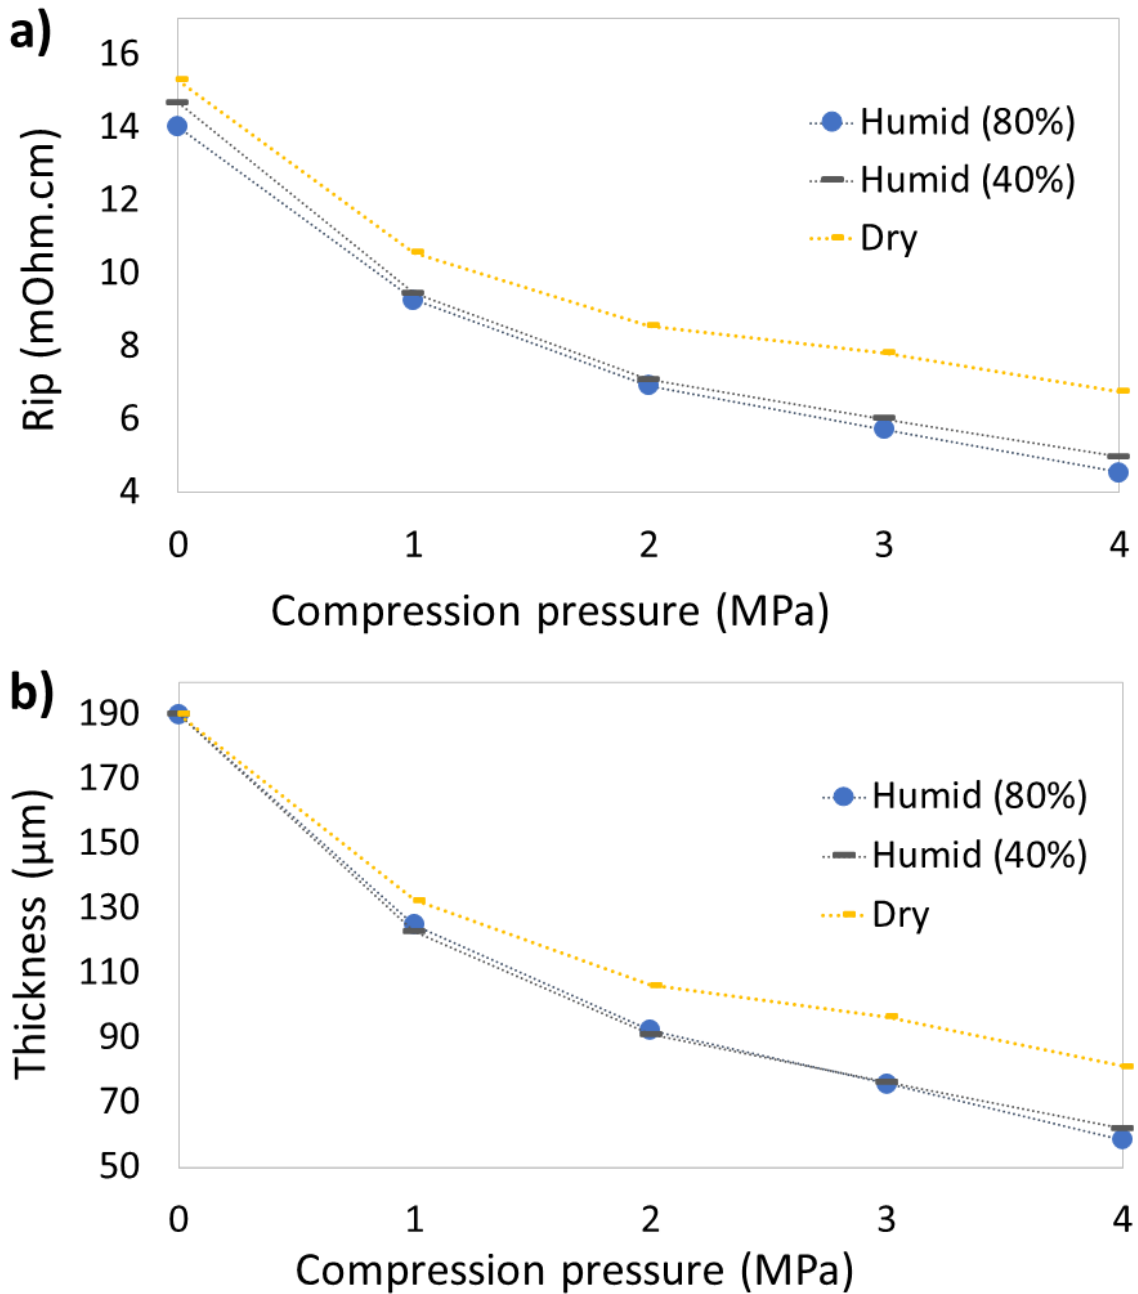 a)
16
14
12
10
8
6
4
Rip (mOhm.cm)
Humid (80%)
Humid (40%)
Dry
0 1 2 3 4
Compression pressure (MPa)
b)
190
170
150
130
110
90
70
50
Thickness (µm)
Humid (80%)
Humid (40%)
Dry
0 1 2 3 4
Compression pressure (MPa)